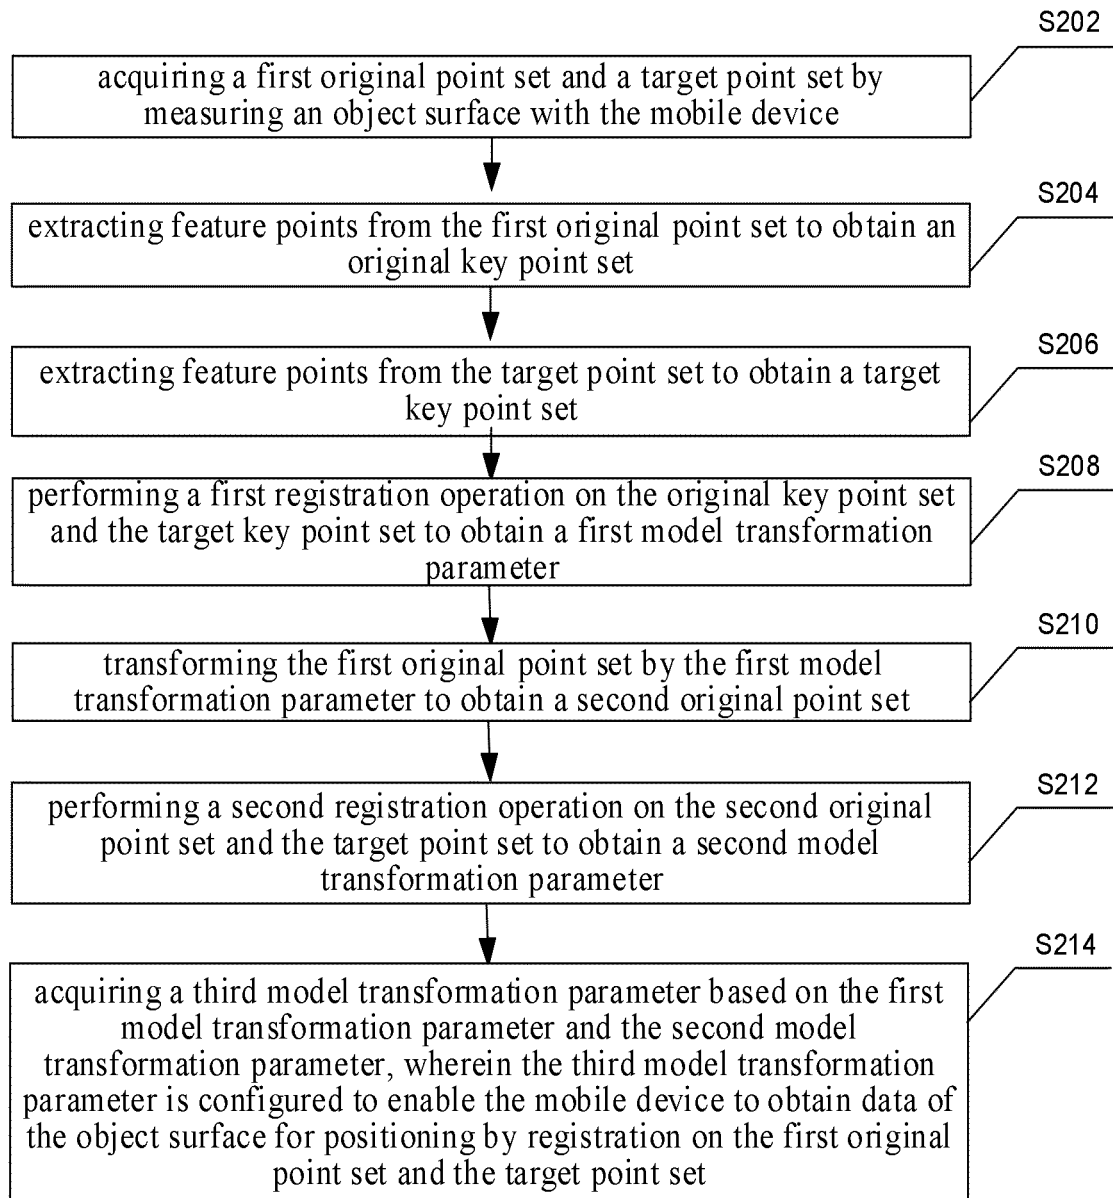 S202
acquiring a first original point set and a target point set by
measuring an object surface with the mobile device
S204
extracting feature points from the first original point set to obtain an
original key point set
S206
extracting feature points from the target point set to obtain a target
key point set
S208
performing a first registration operation on the original key point set
and the target key point set to obtain a first model transformation
parameter
S210
transforming the first original point set by the first model
transformation parameter to obtain a second original point set
S212
performing a second registration operation on the second original
point set and the target point set to obtain a second model
transformation parameter
S214
acquiring a third model transformation parameter based on the first
model transformation parameter and the second model
transformation parameter, wherein the third model transformation
parameter is configured to enable the mobile device to obtain data of
the object surface for positioning by registration on the first original
point set and the target point set